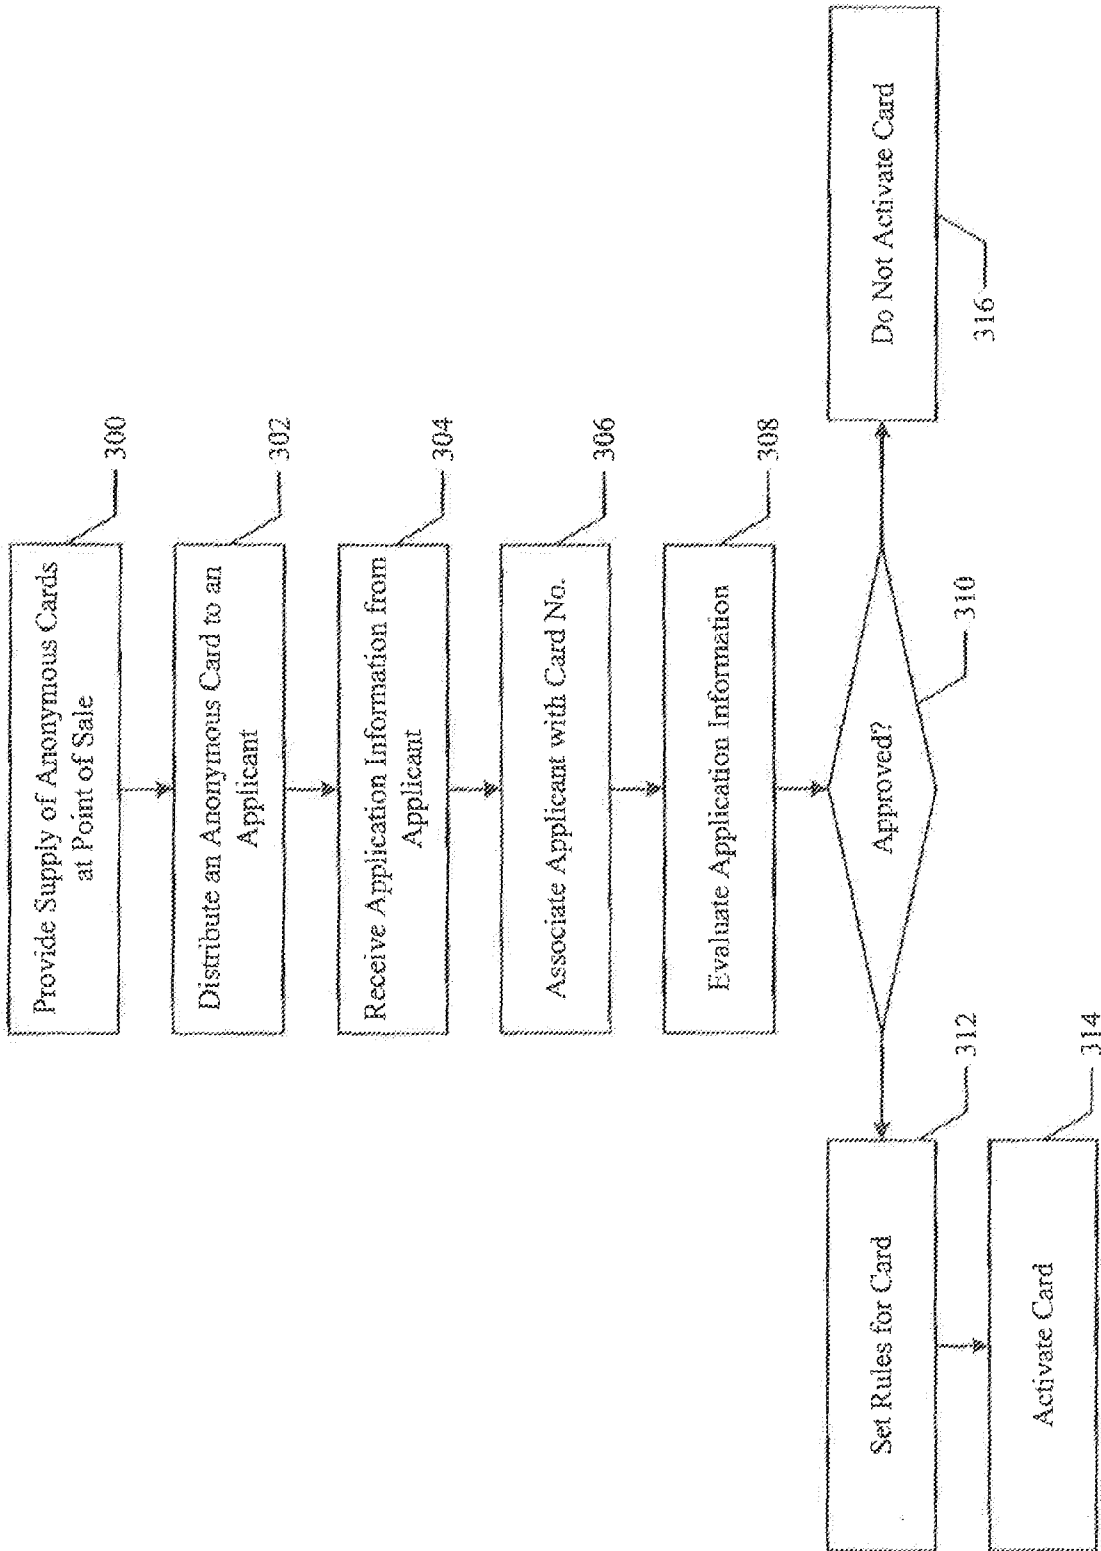 Provide Supply of Anonymous Cards
at Point of Sale
300
Distribute an Anonymous Card to an
Applicant
302
Receive Application Information from
Applicant
304
Associate Applicant with Card No.
306
Evaluate Application Information
308
Approved?
310
Set Rules for Card
312
Activate Card
314
Do Not Activate Card
316